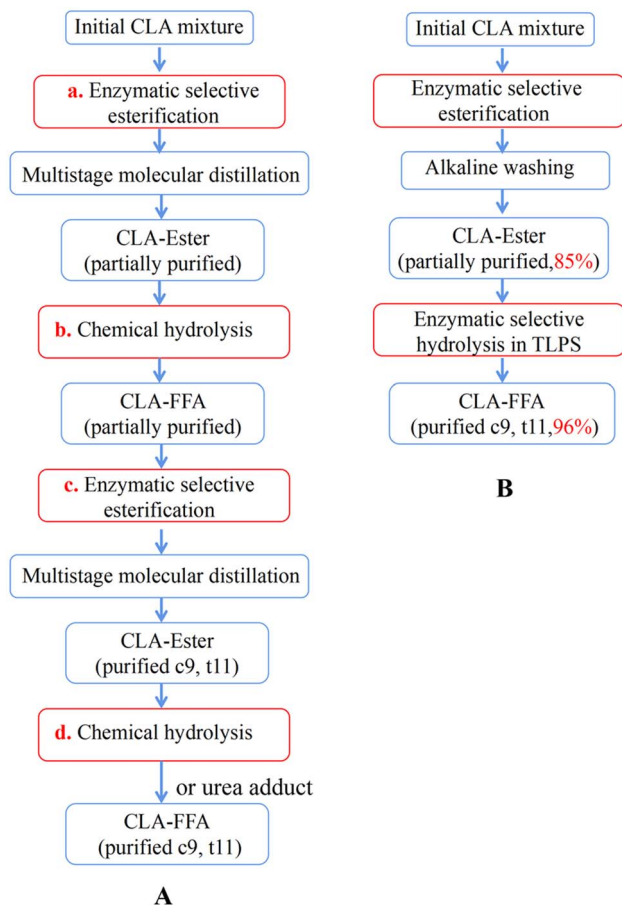 Initial CLA mixture
a. Enzymatic selective
esterification
Multistage molecular distillation
CLA-Ester
(partially purified)
b. Chemical hydrolysis
CLA-FFA
(partially purified)
c. Enzymatic selective
esterification
Multistage molecular distillation
CLA-Ester
(purified c9, t11)
d. Chemical hydrolysis
or urea adduct
CLA-FFA
(purified c9, t11)
A
Initial CLA mixture
Enzymatic selective
esterification
Alkaline washing
CLA-Ester
(partially purified,85%)
Enzymatic selective
hydrolysis in TLPS
CLA-FFA
(purified c9, t11,96%)
B